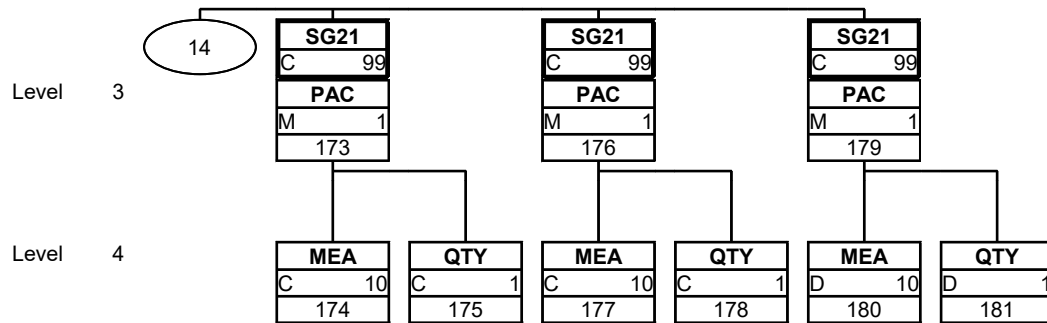 14
SG21 SG21 SG21
C 99 C 99 C 99
Level 3 PAC PAC PAC
M 1 M 1 M 1
173 176 179
Level 4 MEA QTY MEA QTY MEA QTY
C 10 C 1 C 10 C 1 D 10 D 1
174 175 177 178 180 181